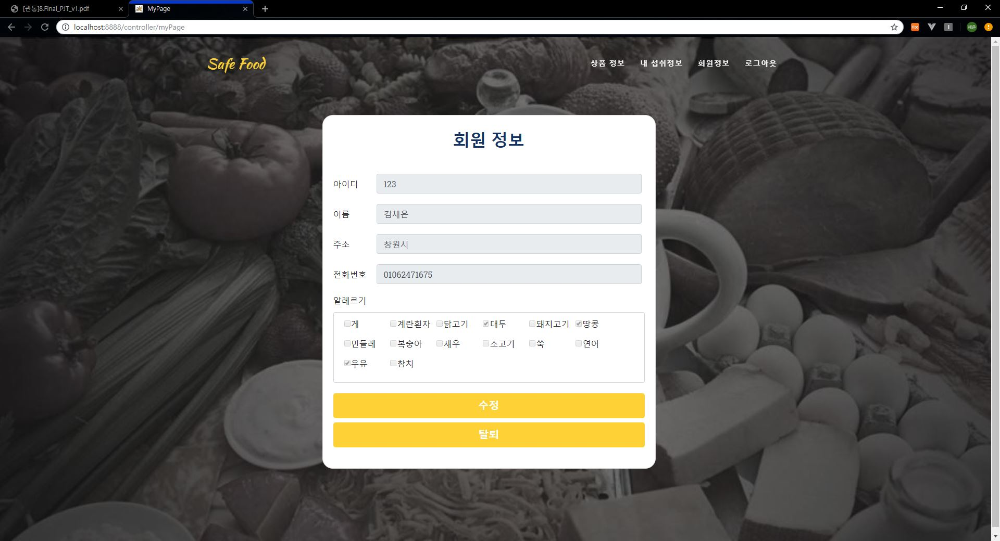 [관통]8.Final_PJT_v1.pdf
MyPage
localhost:8888/controller/myPage
채은
Safe Food
상품 정보 내 섭취정보 회원정보 로그아웃
회원 정보
아이디 123
이름 김채은
주소 창원시
전화번호 01062471675
알레르기
게 계란흰자 닭고기 대두 돼지고기 땅콩
민들레 복숭아 새우 소고기 쑥 연어
우유 참치
수정
탈퇴